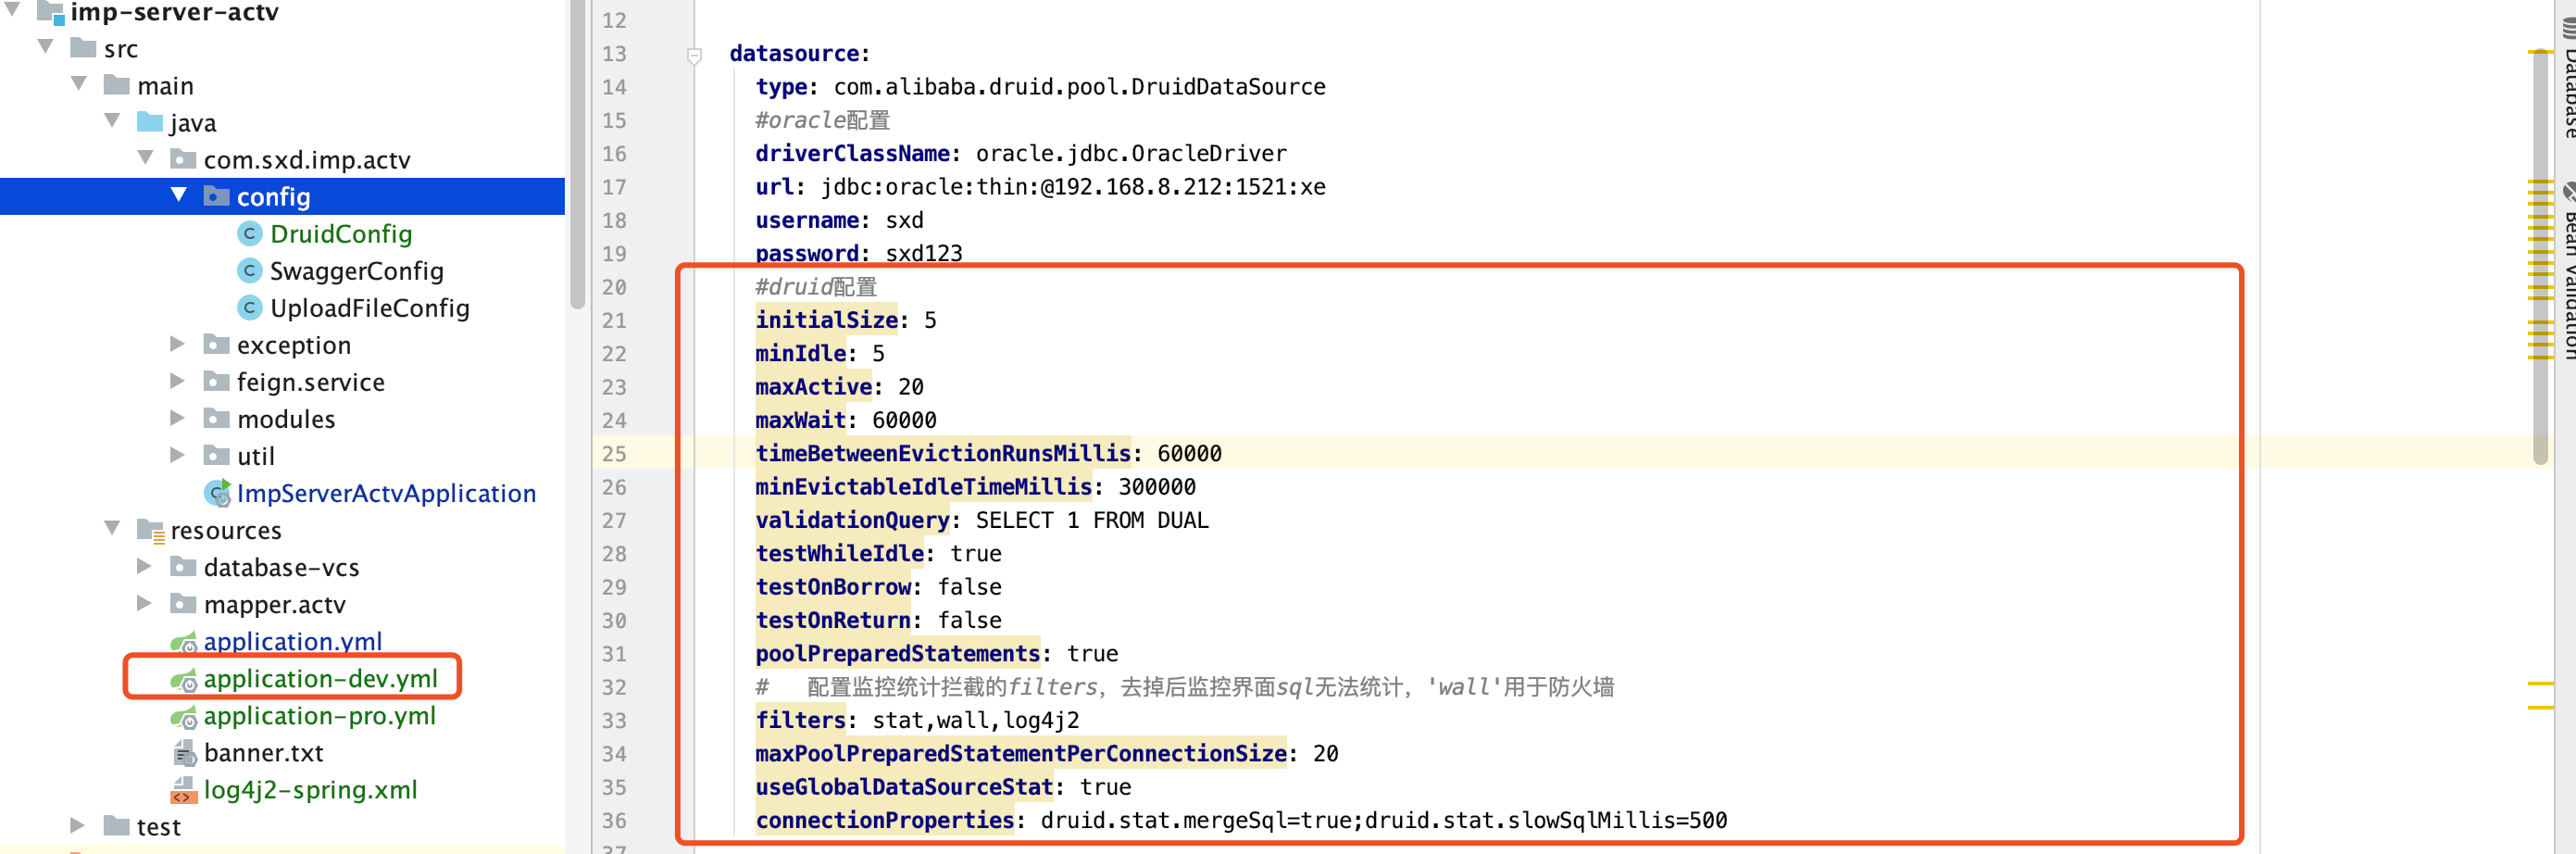 imp-server-actv
src
main
java
com.sxd.imp.actv
config
DruidConfig
SwaggerConfig
UploadFileConfig
exception
feign.service
modules
util
ImpServerActvApplication
resources
database-vcs
mapper.actv
application.yml
application-dev.yml
application-pro.yml
banner.txt
log4j2-spring.xml
test
12
13 datasource:
14 type: com.alibaba.druid.pool.DruidDataSource
15 #oracle配置
16 driverClassName: oracle.jdbc.OracleDriver
17 url: jdbc:oracle:thin:@192.168.8.212:1521:xe
18 username: sxd
19 password: sxd123
20 #druid配置
21 initialSize: 5
22 minIdle: 5
23 maxActive: 20
24 maxWait: 60000
25 timeBetweenEvictionRunsMillis: 60000
26 minEvictableIdleTimeMillis: 300000
27 validationQuery: SELECT 1 FROM DUAL
28 testWhileIdle: true
29 testOnBorrow: false
30 testOnReturn: false
31 poolPreparedStatements: true
32 # 配置监控统计拦截的filters，去掉后监控界面sql无法统计，'wall'用于防火墙
33 filters: stat,wall,log4j2
34 maxPoolPreparedStatementPerConnectionSize: 20
35 useGlobalDataSourceStat: true
36 connectionProperties: druid.stat.mergeSql=true;druid.stat.slowSqlMillis=500
37
Database
Bean Validation